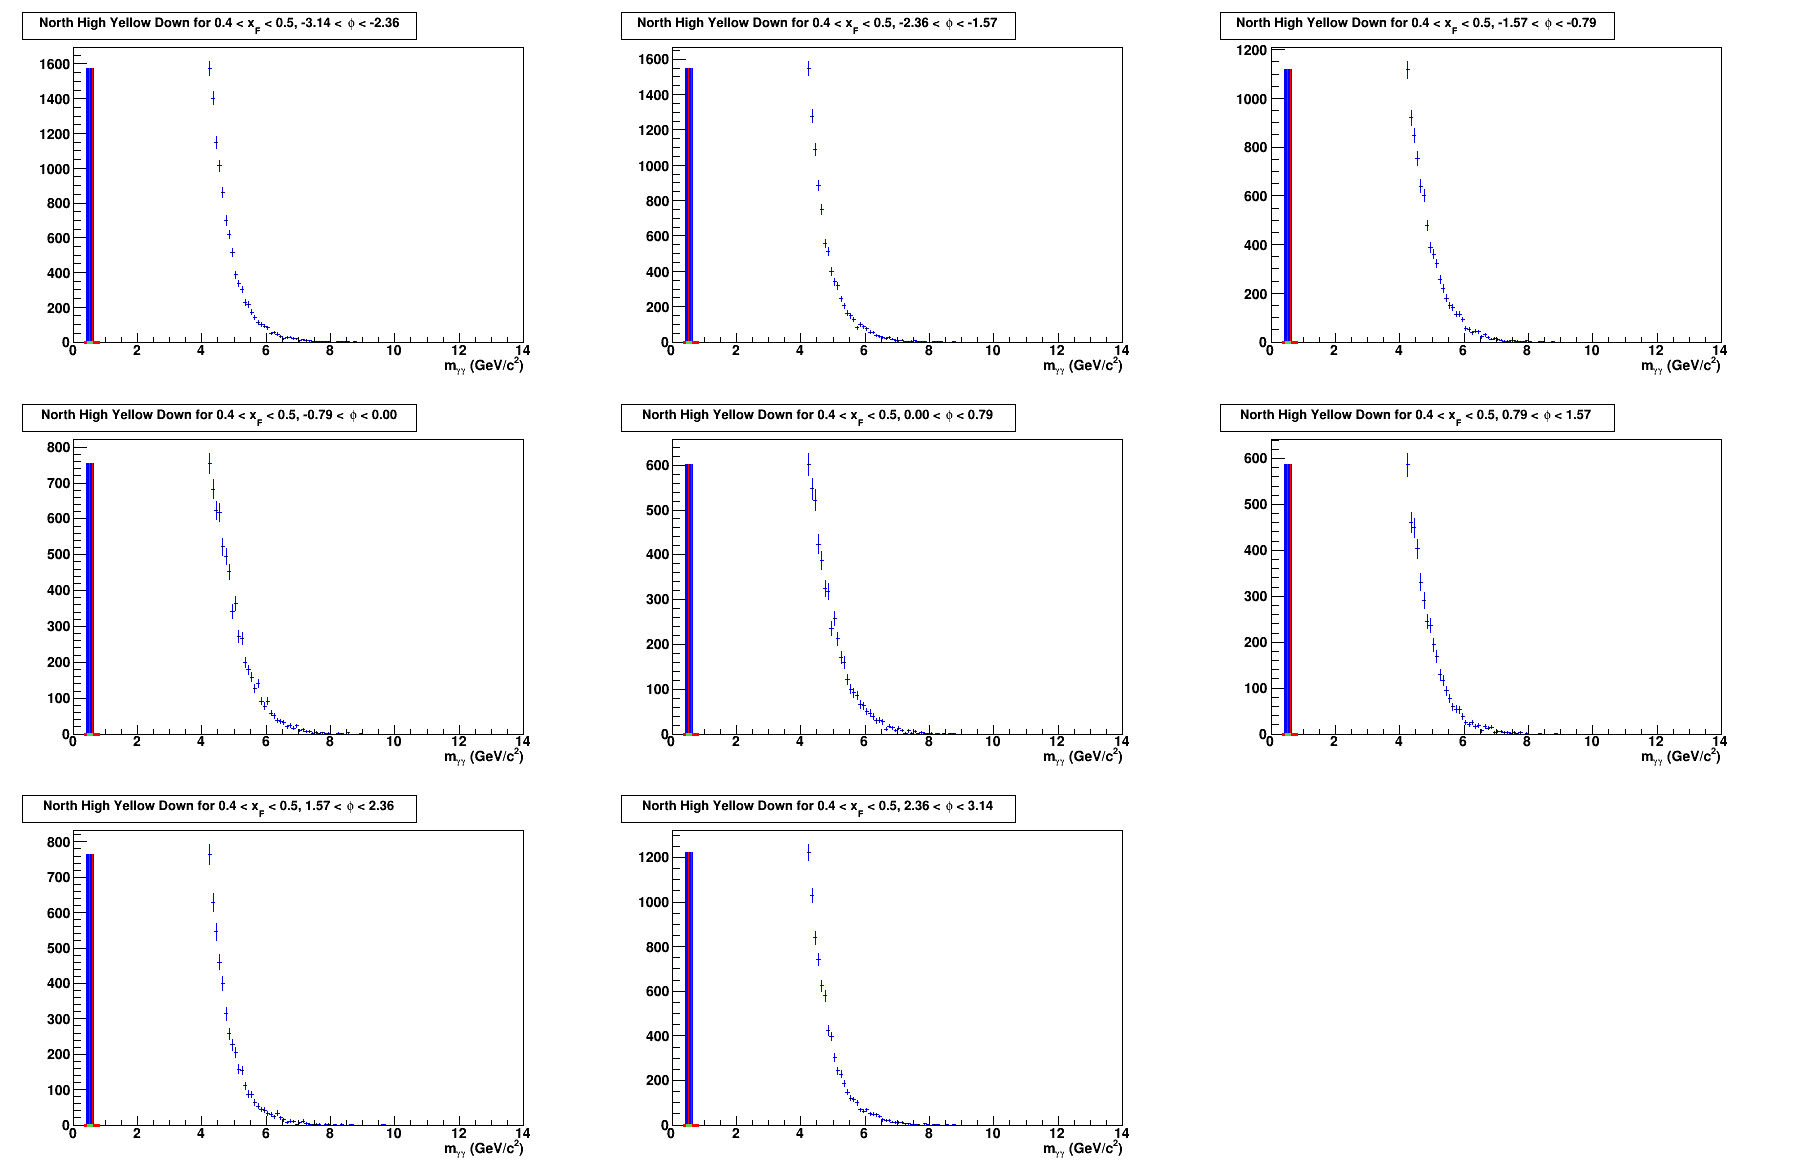 North High Yellow Down for 0.4 < x_F < 0.5, -3.14 < φ < -2.36
1600
1400
1200
1000
800
600
400
200
0
0 2 4 6 8 10 12 14
m_γγ (GeV/c²)
North High Yellow Down for 0.4 < x_F < 0.5, -2.36 < φ < -1.57
1600
1400
1200
1000
800
600
400
200
0
0 2 4 6 8 10 12 14
m_γγ (GeV/c²)
North High Yellow Down for 0.4 < x_F < 0.5, -1.57 < φ < -0.79
1200
1000
800
600
400
200
0
0 2 4 6 8 10 12 14
m_γγ (GeV/c²)
North High Yellow Down for 0.4 < x_F < 0.5, -0.79 < φ < 0.00
800
700
600
500
400
300
200
100
0
0 2 4 6 8 10 12 14
m_γγ (GeV/c²)
North High Yellow Down for 0.4 < x_F < 0.5, 0.00 < φ < 0.79
600
500
400
300
200
100
0
0 2 4 6 8 10 12 14
m_γγ (GeV/c²)
North High Yellow Down for 0.4 < x_F < 0.5, 0.79 < φ < 1.57
600
500
400
300
200
100
0
0 2 4 6 8 10 12 14
m_γγ (GeV/c²)
North High Yellow Down for 0.4 < x_F < 0.5, 1.57 < φ < 2.36
800
700
600
500
400
300
200
100
0
0 2 4 6 8 10 12 14
m_γγ (GeV/c²)
North High Yellow Down for 0.4 < x_F < 0.5, 2.36 < φ < 3.14
1200
1000
800
600
400
200
0
0 2 4 6 8 10 12 14
m_γγ (GeV/c²)